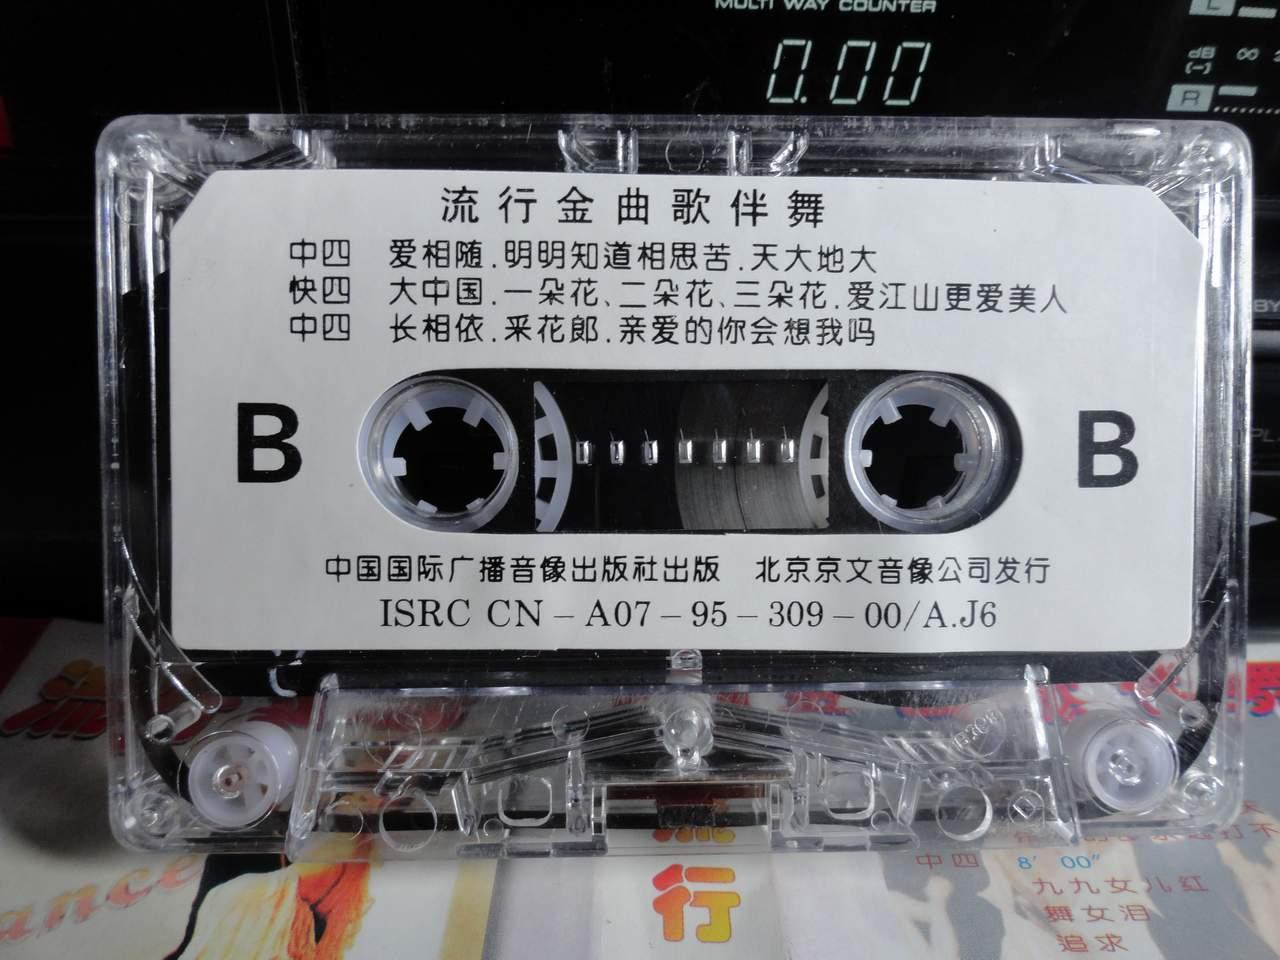 MULTI WAY COUNTER
0.00
L
dB
(-)
∞
R
流行金曲歌伴舞
中四 爱相随.明明知道相思苦.天大地大
快四 大中国.一朵花、二朵花、三朵花.爱江山更爱美人
中四 长相依.采花郎.亲爱的你会想我吗
B
B
中国国际广播音像出版社出版 北京京文音像公司发行
ISRC CN－A07－95－309－00/A.J6
流
行
ance
中四 8′00″
九九女儿红
舞女泪
追求